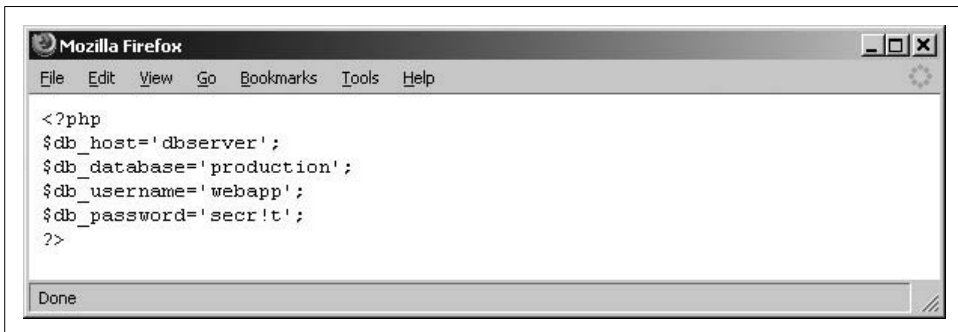 Mozilla Firefox
File Edit View Go Bookmarks Tools Help
<?php
$db_host='dbserver';
$db_database='production';
$db_username='webapp';
$db_password='secr!t';
?>
Done